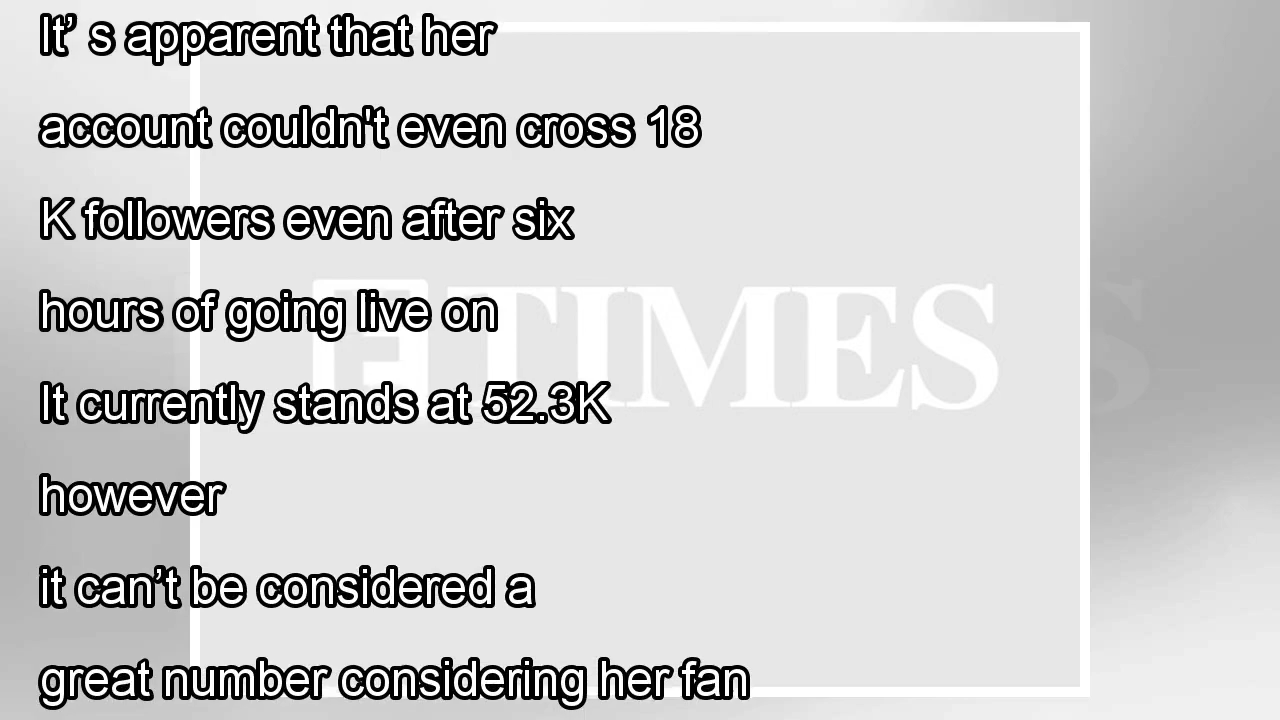 It’ s apparent that her
account couldn't even cross 18
K followers even after six
hours of going live on
It currently stands at 52.3K
however
it can’t be considered a
great number considering her fan
TIMES